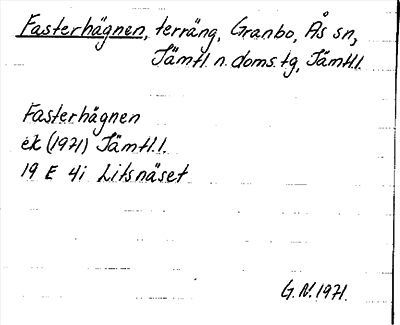 Fasterhägnen, terräng, Granbo, Ås sn,
Jämtl. n. doms. tg, Jämtl.l.
Fasterhägnen
ek (1971) Jämtl.l.
19 E 4i Litsnäset
G.N. 1971.